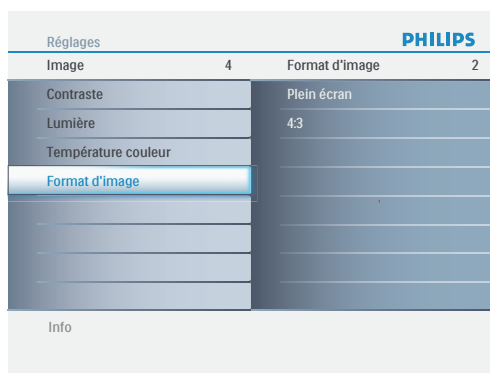 Réglages
PHILIPS
Image 4
Format d'image 2
Contraste
Plein écran
Lumière
4:3
Température couleur
Format d'image
Info